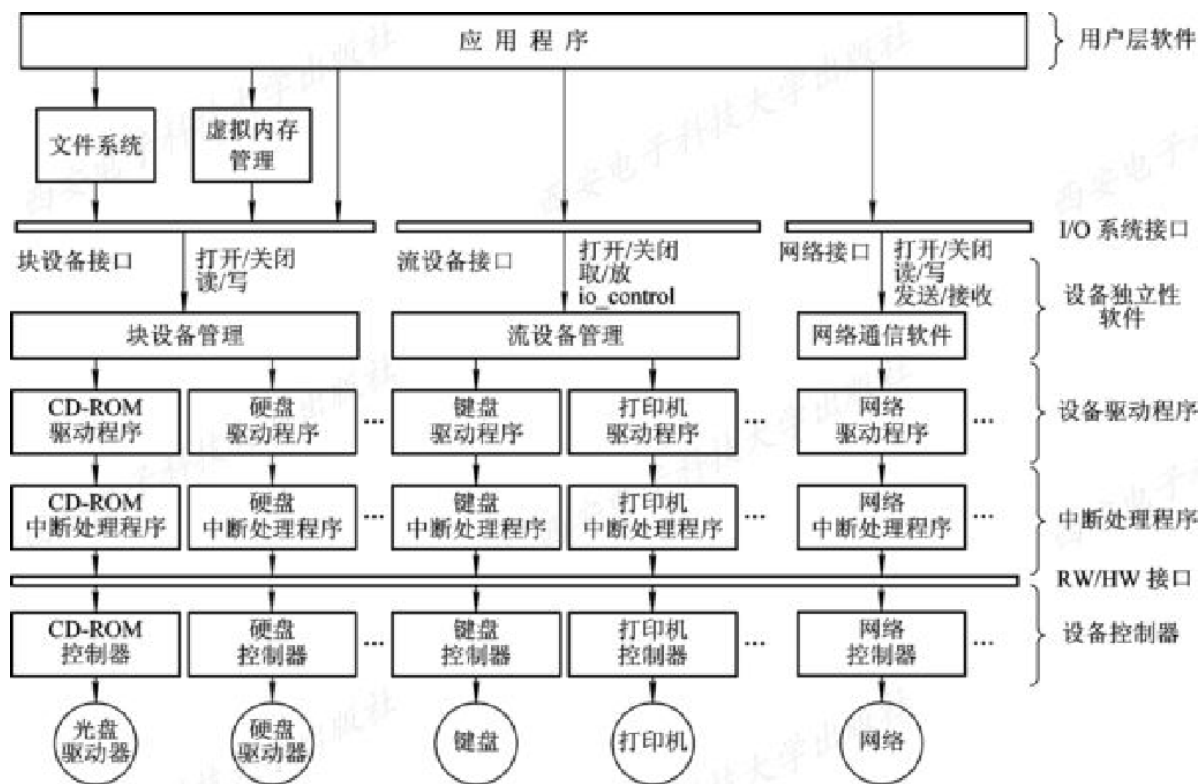 应用程序
用户层软件
文件系统
虚拟内存
管理
I/O 系统接口
块设备接口
打开/关闭
读/写
流设备接口
打开/关闭
取/放
io_control
网络接口
打开/关闭
读/写
发送/接收
设备独立性
软件
块设备管理
流设备管理
网络通信软件
CD-ROM
驱动程序
硬盘
驱动程序
...
键盘
驱动程序
打印机
驱动程序
...
网络
驱动程序
...
设备驱动程序
CD-ROM
中断处理程序
硬盘
中断处理程序
...
键盘
中断处理程序
打印机
中断处理程序
...
网络
中断处理程序
...
中断处理程序
RW/HW 接口
CD-ROM
控制器
硬盘
控制器
...
键盘
控制器
打印机
控制器
...
网络
控制器
...
设备控制器
光盘
驱动器
硬盘
驱动器
键盘
打印机
网络
西安电子科技大学出版社